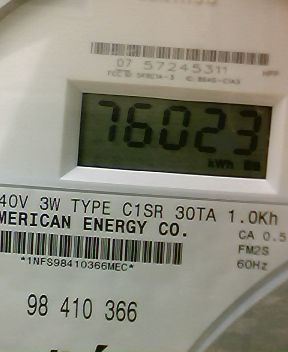 07 57245311
76023
kWh
40V 3W TYPE C1SR 30TA 1.0Kh
MERICAN ENERGY CO.
CA 0.5
FM2S
*1NFS98410366MEC*
60Hz
98 410 366